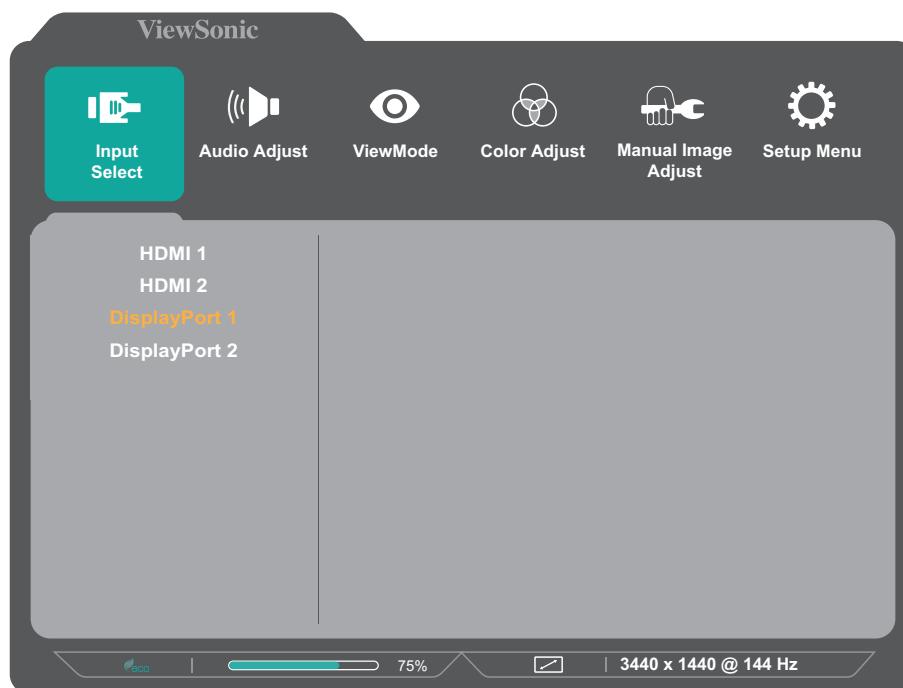 ViewSonic
Input
Select
Audio Adjust
ViewMode
Color Adjust
Manual Image
Adjust
Setup Menu
HDMI 1
HDMI 2
DisplayPort 1
DisplayPort 2
eco
75%
3440 x 1440 @ 144 Hz